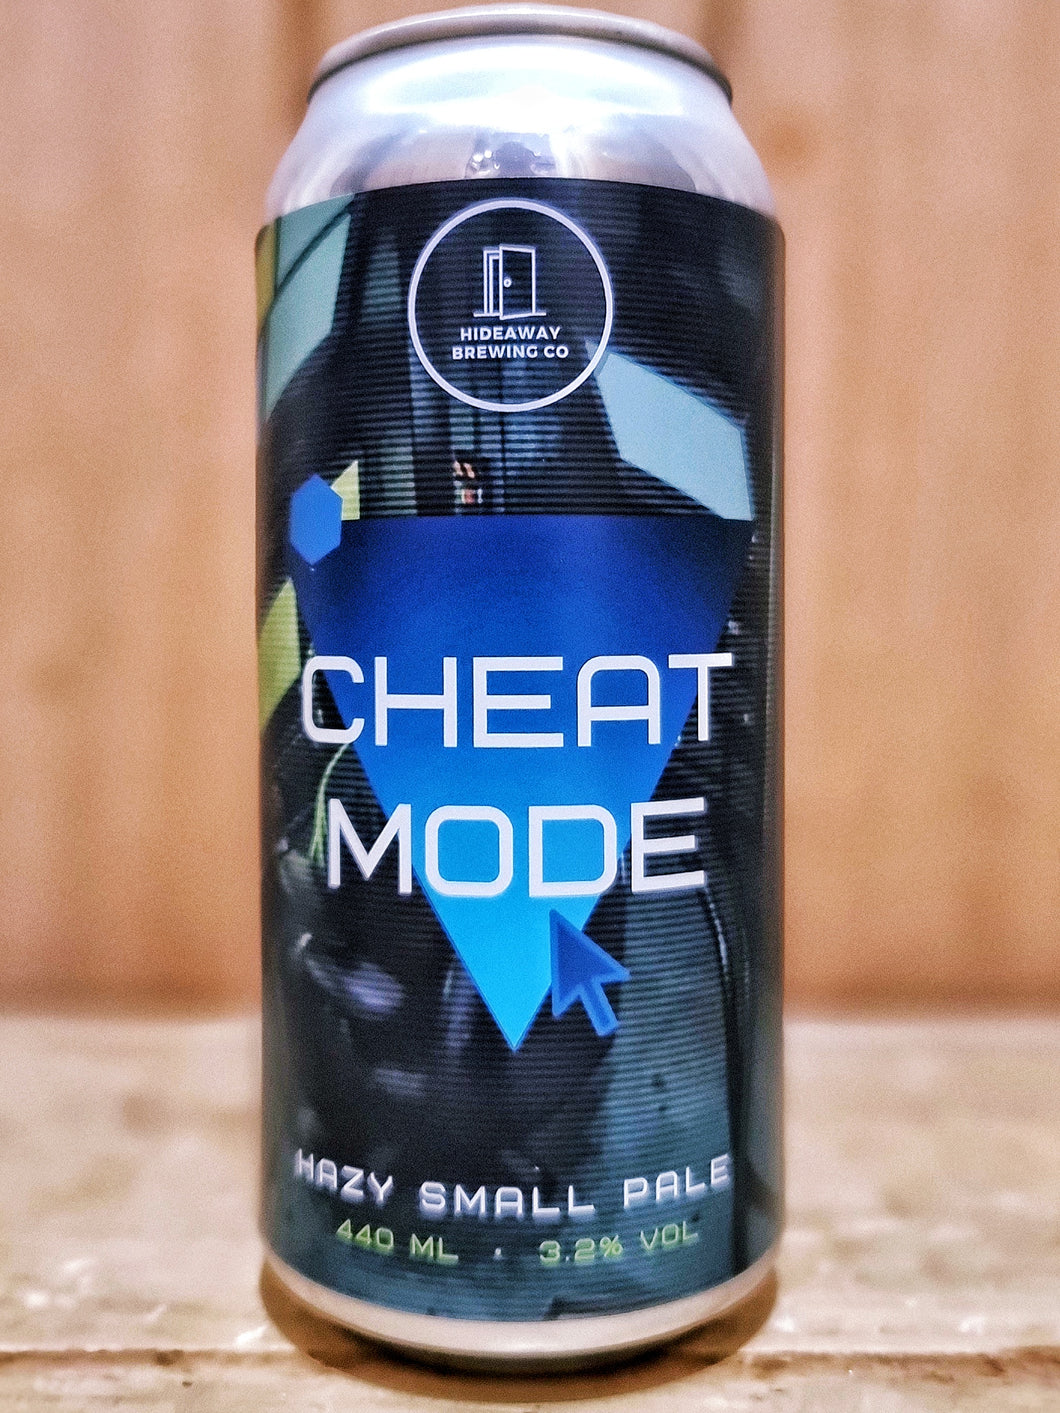 HIDEAWAY
BREWING CO
CHEAT
MODE
HAZY SMALL PALE
440 ML · 3.2% VOL